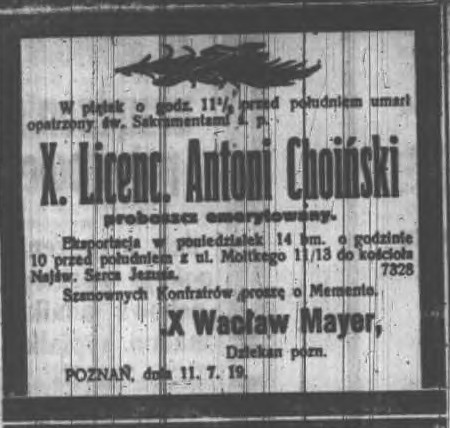 W piątek o godz. 11½ przed południem umarł
opatrzony św. Sakramentami ś. p.
X. Licenc. Antoni Choiński
proboszcz emerytowany.
Eksportacja w poniedziałek 14 bm. o godzinie
10 przed południem z ul. Moltkego 11/13 do kościoła
Najśw. Serca Jezusa. 7328
Szanownych Konfratrów proszę o Memento.
X Wacław Mayer,
Dziekan pozn.
POZNAŃ, dnia 11. 7. 19.